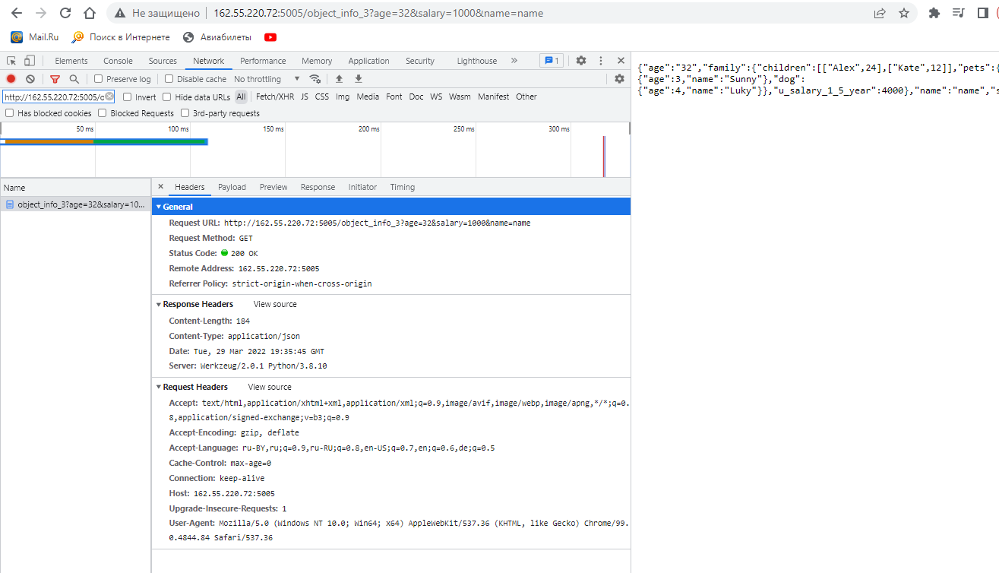 Не защищено 162.55.220.72:5005/object_info_3?age=32&salary=1000&name=name
Mail.Ru Поиск в Интернете Авиабилеты
Elements Console Sources Network Performance Memory Application Security Lighthouse » 1
Preserve log Disable cache No throttling
http://162.55.220.72:5005/o Invert Hide data URLs All Fetch/XHR JS CSS Img Media Font Doc WS Wasm Manifest Other
Has blocked cookies Blocked Requests 3rd-party requests
50 ms 100 ms 150 ms 200 ms 250 ms 300 ms
Name
object_info_3?age=32&salary=10...
Headers Payload Preview Response Initiator Timing
General
Request URL: http://162.55.220.72:5005/object_info_3?age=32&salary=1000&name=name
Request Method: GET
Status Code: 200 OK
Remote Address: 162.55.220.72:5005
Referrer Policy: strict-origin-when-cross-origin
Response Headers View source
Content-Length: 184
Content-Type: application/json
Date: Tue, 29 Mar 2022 19:35:45 GMT
Server: Werkzeug/2.0.1 Python/3.8.10
Request Headers View source
Accept: text/html,application/xhtml+xml,application/xml;q=0.9,image/avif,image/webp,image/apng,*/*;q=0.
8,application/signed-exchange;v=b3;q=0.9
Accept-Encoding: gzip, deflate
Accept-Language: ru-BY,ru;q=0.9,ru-RU;q=0.8,en-US;q=0.7,en;q=0.6,de;q=0.5
Cache-Control: max-age=0
Connection: keep-alive
Host: 162.55.220.72:5005
Upgrade-Insecure-Requests: 1
User-Agent: Mozilla/5.0 (Windows NT 10.0; Win64; x64) AppleWebKit/537.36 (KHTML, like Gecko) Chrome/99.
0.4844.84 Safari/537.36
{"age":"32","family":{"children":[["Alex",24],["Kate",12]],"pets":{
{"age":3,"name":"Sunny"},"dog":
{"age":4,"name":"Luky"}},"u_salary_1_5_year":4000},"name":"name","s